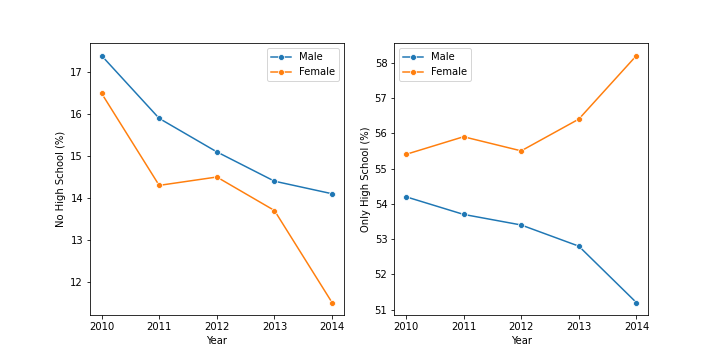 Male
Female
17
16
15
14
13
12
No High School (%)
2010 2011 2012 2013 2014
Year
Male
Female
58
57
56
55
54
53
52
51
Only High School (%)
2010 2011 2012 2013 2014
Year